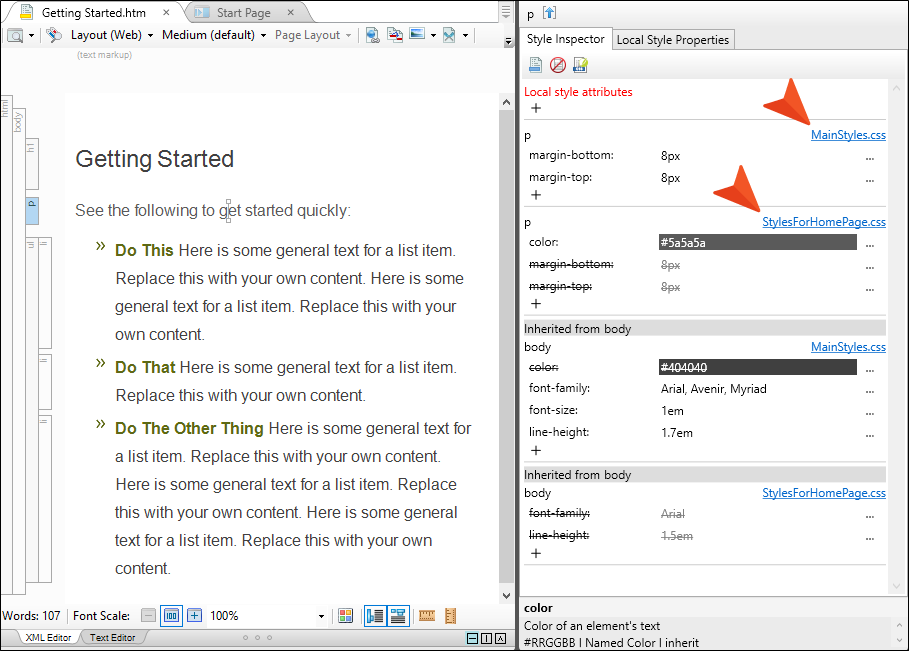 Getting Started.htm
Start Page
Layout (Web)
Medium (default)
Page Layout
(text markup)
html
body
h1
p
ul
li
li
li
Getting Started
See the following to get started quickly:
» Do This Here is some general text for a list item.
Replace this with your own content. Here is some
general text for a list item. Replace this with your
own content.
» Do That Here is some general text for a list item.
Replace this with your own content.
» Do The Other Thing Here is some general text for
a list item. Replace this with your own content.
Here is some general text for a list item. Replace
this with your own content. Here is some general
text for a list item. Replace this with your own
content.
Words: 107 Font Scale: 100%
XML Editor Text Editor
p
Style Inspector Local Style Properties
Local style attributes
+
p MainStyles.css
margin-bottom: 8px ...
margin-top: 8px ...
+
p StylesForHomePage.css
color: #5a5a5a ...
margin-bottom: 8px ...
margin-top: 8px ...
+
Inherited from body
body MainStyles.css
color: #404040 ...
font-family: Arial, Avenir, Myriad ...
font-size: 1em ...
line-height: 1.7em ...
+
Inherited from body
body StylesForHomePage.css
font-family: Arial ...
line-height: 1.5em ...
+
color
Color of an element's text
#RRGGBB | Named Color | inherit